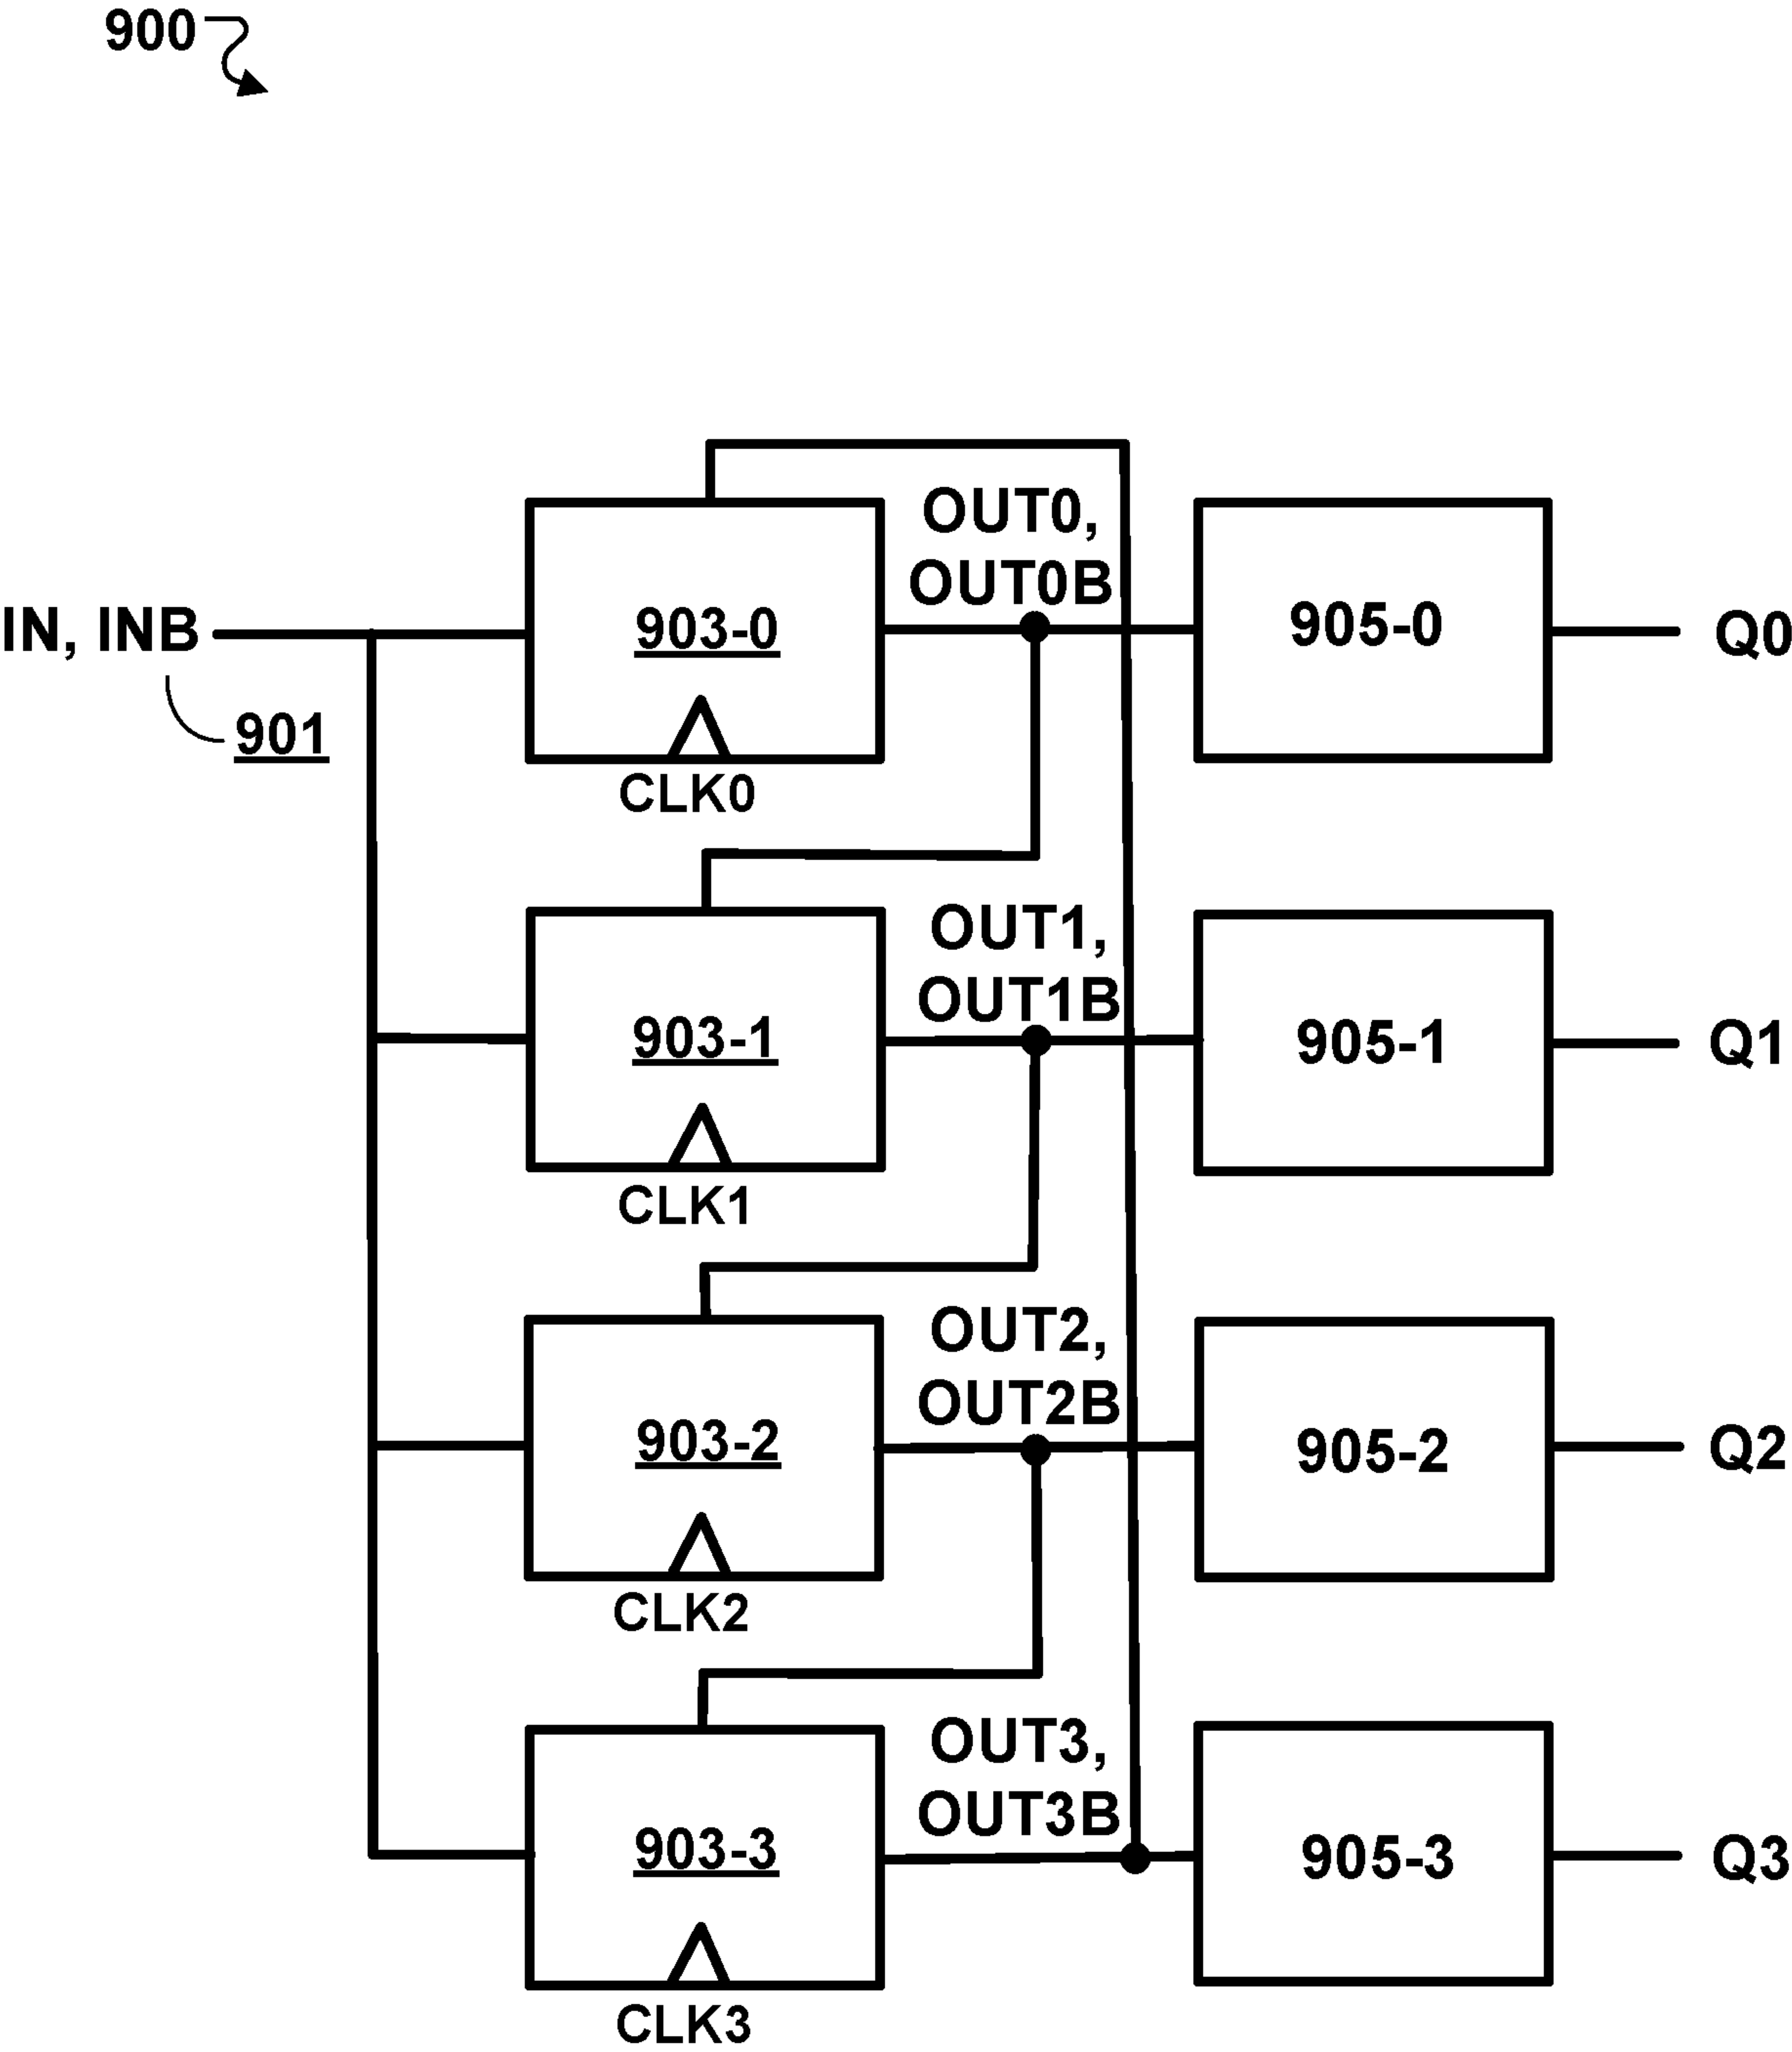 900
OUT0,
OUT0B
IN, INB
903-0
905-0
Q0
901
CLK0
OUT1,
OUT1B
903-1
905-1
Q1
CLK1
OUT2,
OUT2B
903-2
905-2
Q2
CLK2
OUT3,
OUT3B
903-3
905-3
Q3
CLK3